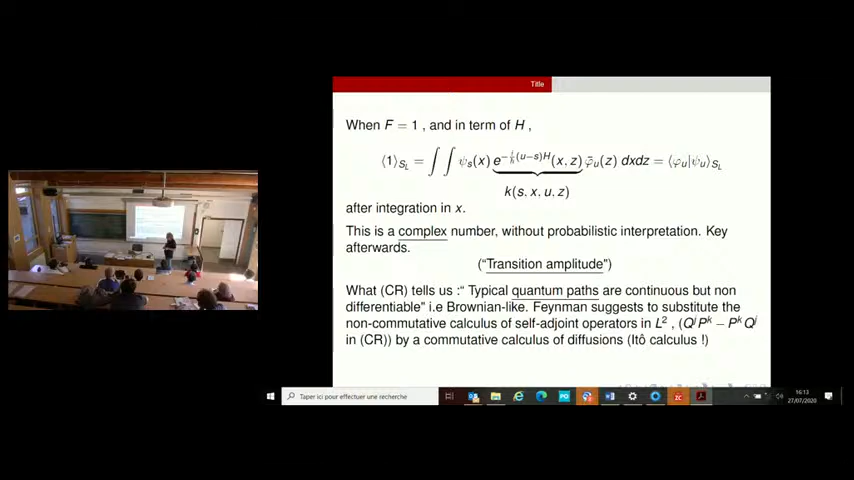 Title
When F = 1 , and in term of H ,
⟨1⟩_{S_L} = ∫ ∫ ψ_s(x) e^{-\frac{i}{ħ}(u-s)H}(x, z) φ̄_u(z) dxdz = ⟨φ_u|ψ_u⟩_{S_L}
k(s, x, u, z)
after integration in x.
This is a complex number, without probabilistic interpretation. Key
afterwards.
("Transition amplitude")
What (CR) tells us :“ Typical quantum paths are continuous but non
differentiable” i.e Brownian-like. Feynman suggests to substitute the
non-commutative calculus of self-adjoint operators in L² , (Q^jP^k − P^kQ^j
in (CR)) by a commutative calculus of diffusions (Itô calculus !)
Taper ici pour effectuer une recherche
16:13
27/07/2020